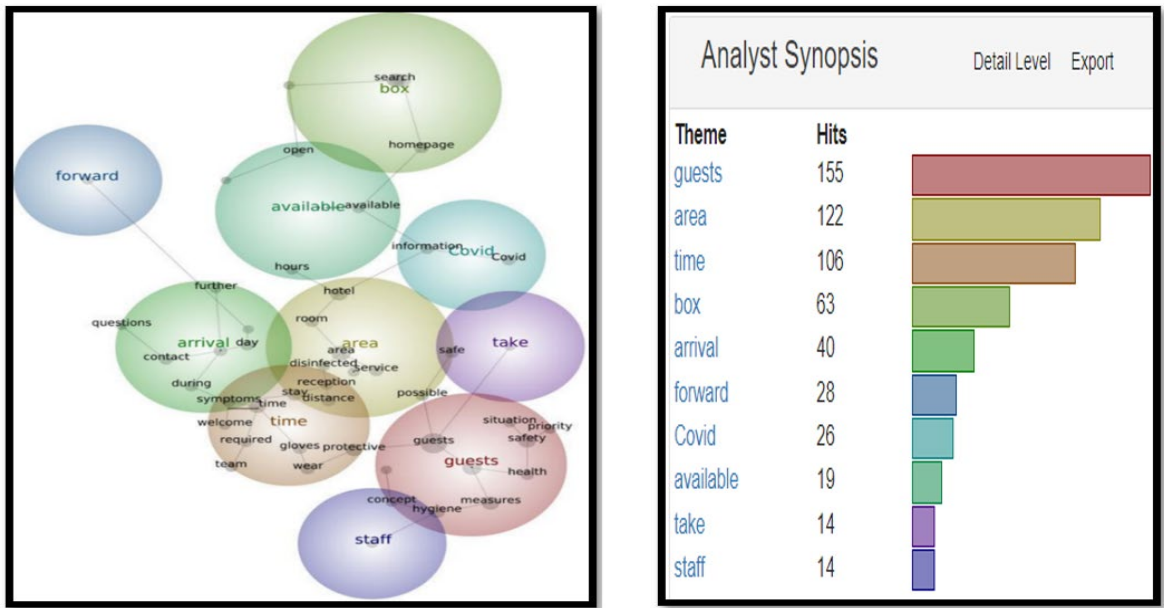 search
box
homepage
open
forward
available
available
information
Covid
Covid
hours
further
hotel
questions
room
arrival
day
area
area
safe
take
contact
disinfected
service
during
reception
stay
distance
possible
symptoms
time
welcome
time
situation
priority
required
gloves
protective
guests
safety
team
wear
guests
health
concept
measures
hygiene
staff
Analyst Synopsis
Detail Level Export
Theme Hits
guests 155
area 122
time 106
box 63
arrival 40
forward 28
Covid 26
available 19
take 14
staff 14